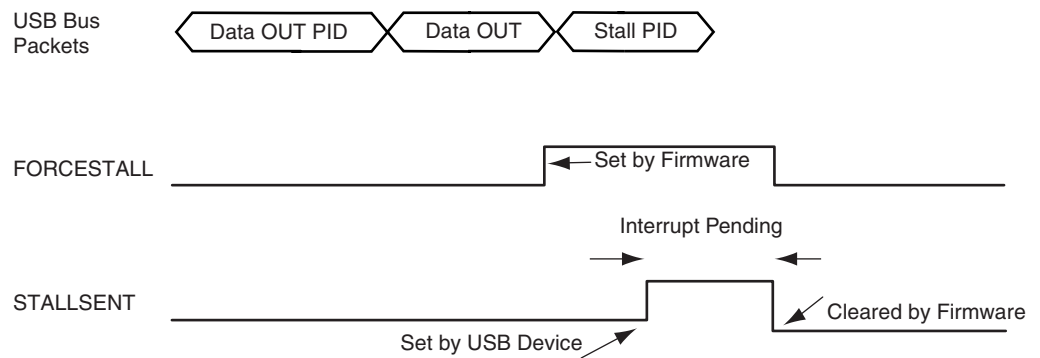 USB Bus
Packets
Data OUT PID
Data OUT
Stall PID
FORCESTALL
Set by Firmware
Interrupt Pending
STALLSENT
Cleared by Firmware
Set by USB Device